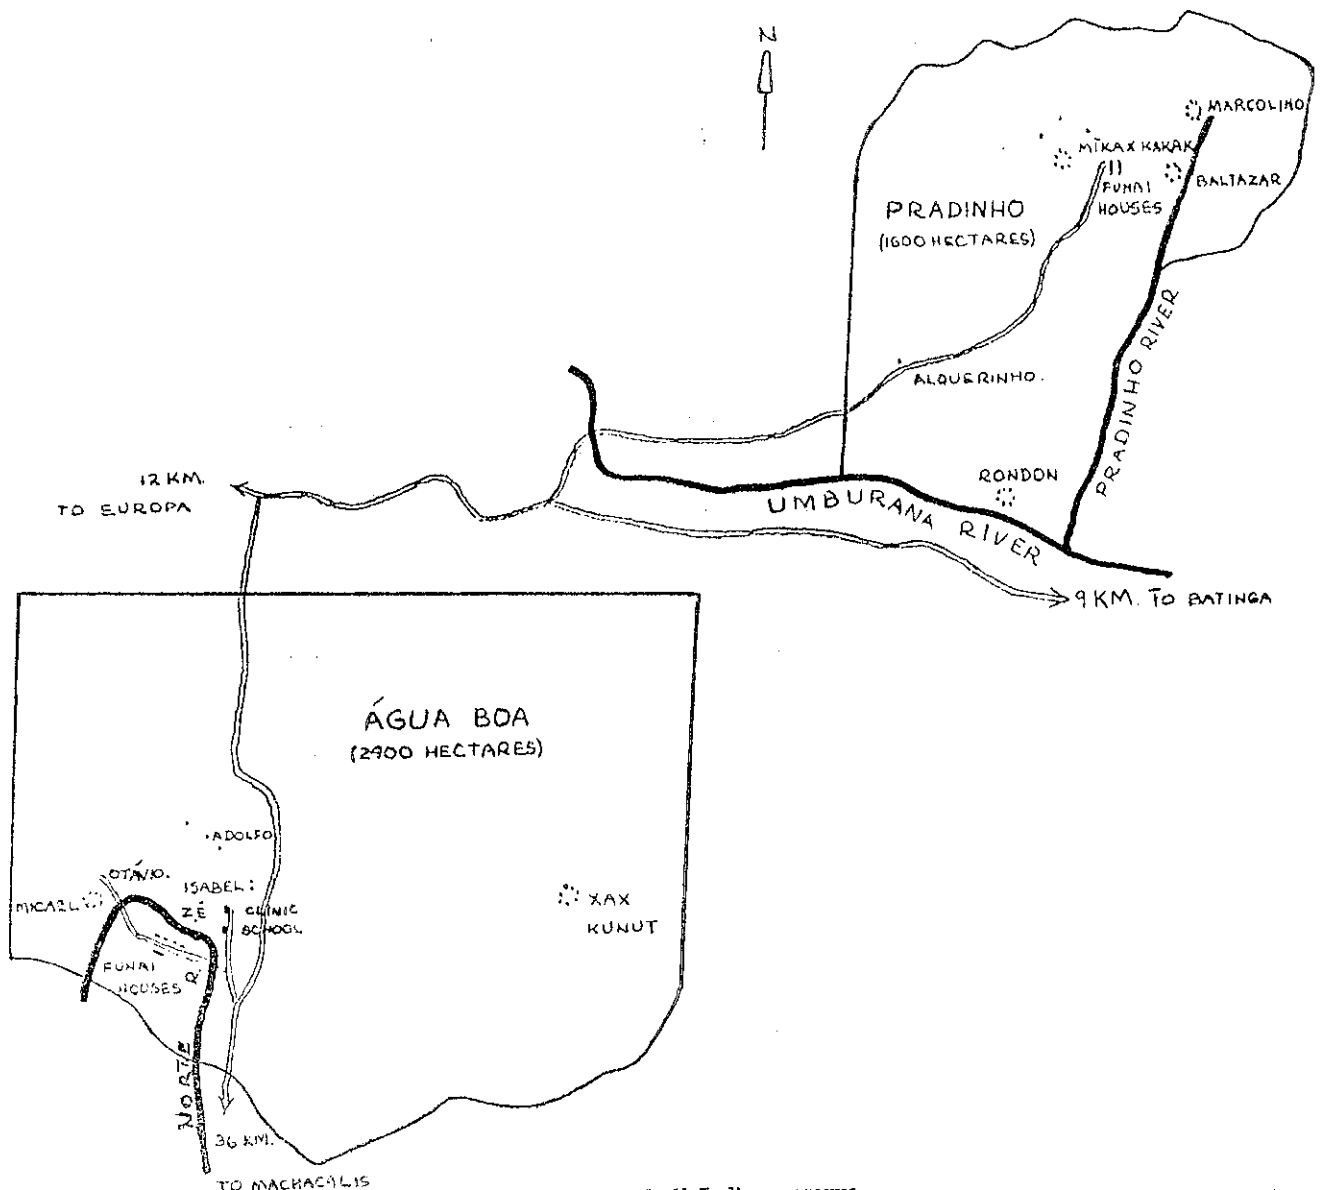 N
MARCOLINO
MĨKAX KAKAK
FUNAI
HOUSES
BALTAZAR
PRADINHO
(1600 HECTARES)
ALQUERINHO.
PRADINHO RIVER
12 KM.
TO EUROPA
RONDON
UMBURANA RIVER
9 KM. TO BATINGA
ÁGUA BOA
(2900 HECTARES)
ADOLFO
OTÁVIO.
ISABEL:
MICAEL
ZÉ
CLINIC
SCHOOL
XAX
KUNUT
FUNAI
HOUSES
R. NORTE
36 KM.
TO MACHACALIS